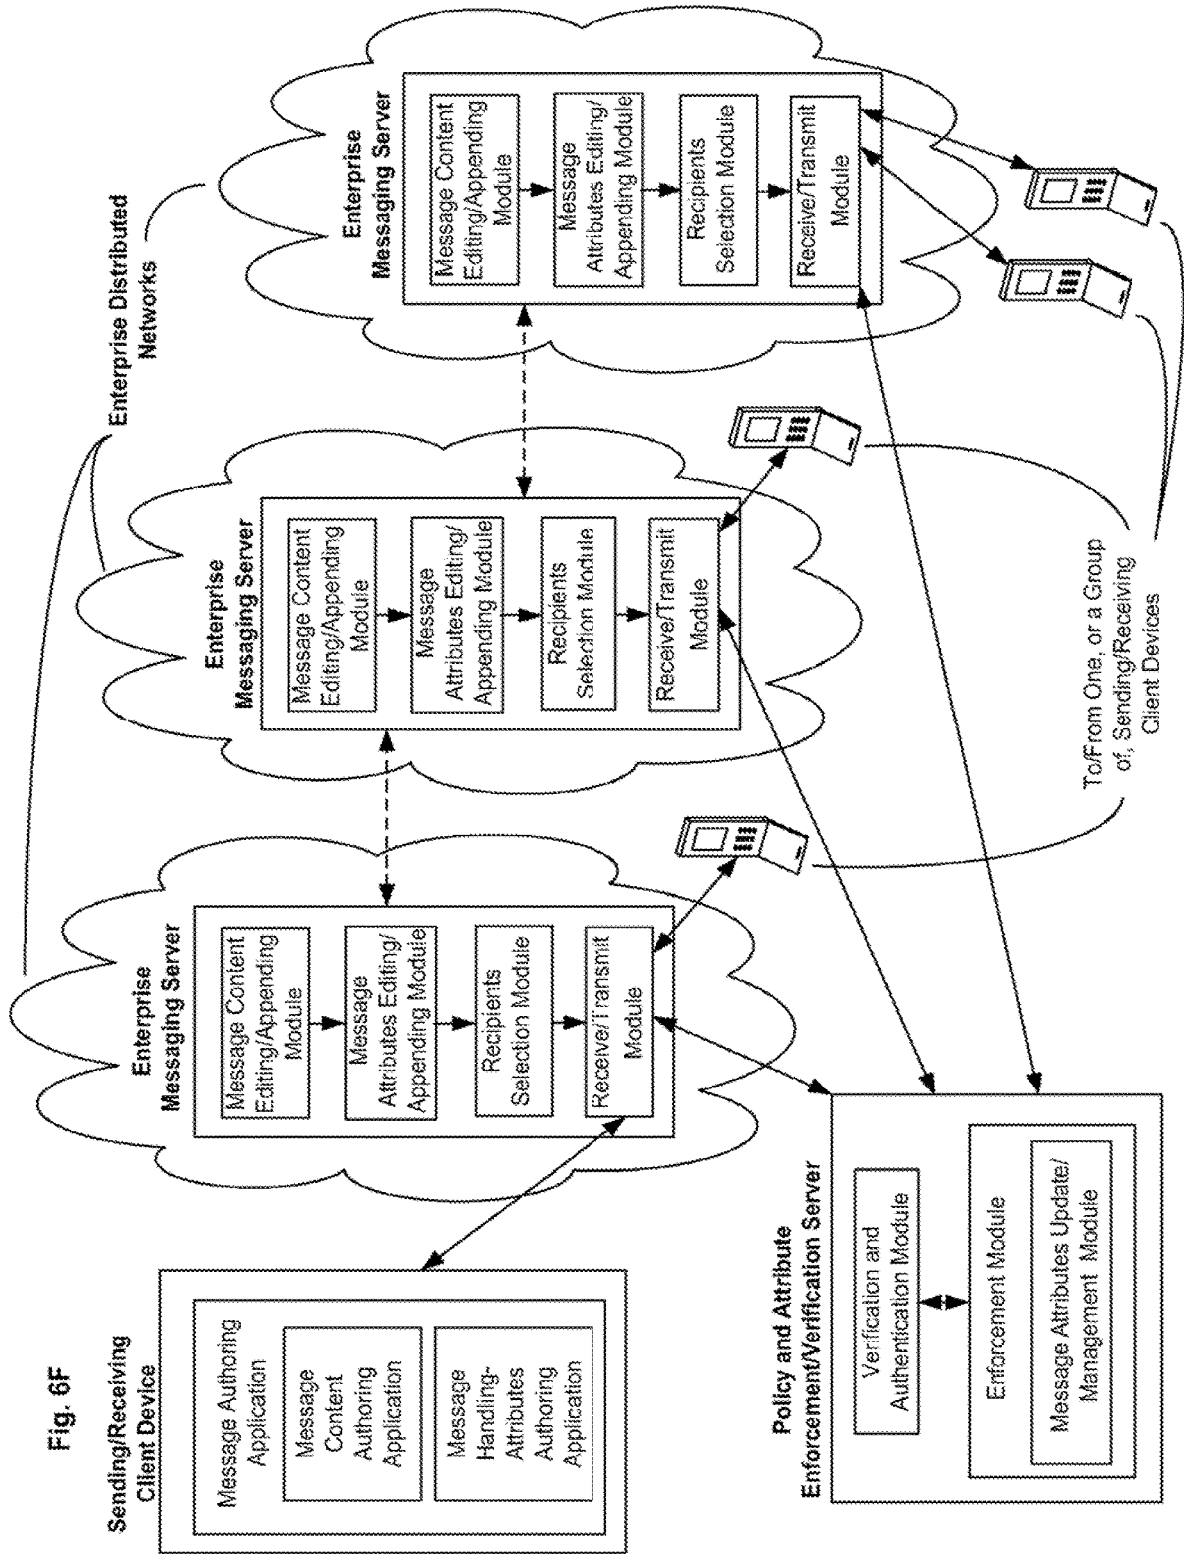 Fig. 6F
Sending/Receiving
Client Device
Message Authoring
Application
Message
Content
Authoring
Application
Message
Handling-
Attributes
Authoring
Application
Enterprise Distributed
Networks
Enterprise
Messaging Server
Message Content
Editing/Appending
Module
Message
Attributes Editing/
Appending Module
Recipients
Selection Module
Receive/Transmit
Module
Enterprise
Messaging Server
Message Content
Editing/Appending
Module
Message
Attributes Editing/
Appending Module
Recipients
Selection Module
Receive/Transmit
Module
Enterprise
Messaging Server
Message Content
Editing/Appending
Module
Message
Attributes Editing/
Appending Module
Recipients
Selection Module
Receive/Transmit
Module
Policy and Attribute
Enforcement/Verification Server
Verification and
Authentication Module
Enforcement Module
Message Attributes Update/
Management Module
To/From One, or a Group
of, Sending/Receiving
Client Devices